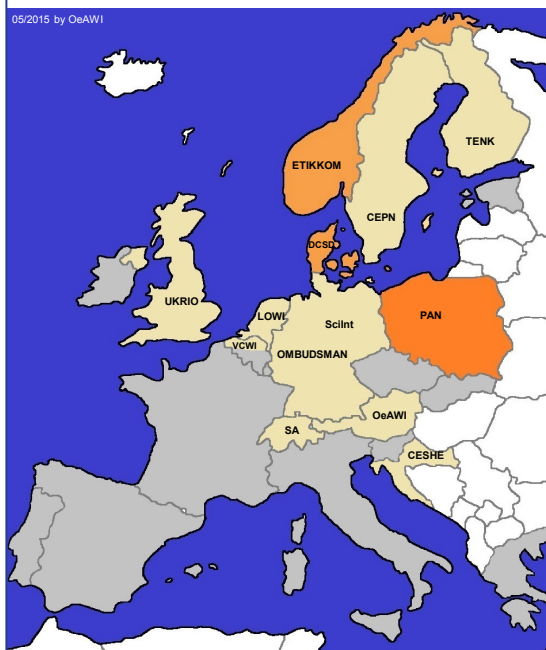 05/2015 by OeAWI
TENK
ETIKKOM
CEPN
DCSD
UKRIO
LOWI
SciInt
PAN
VCWI
OMBUDSMAN
OeAWI
SA
CESHE